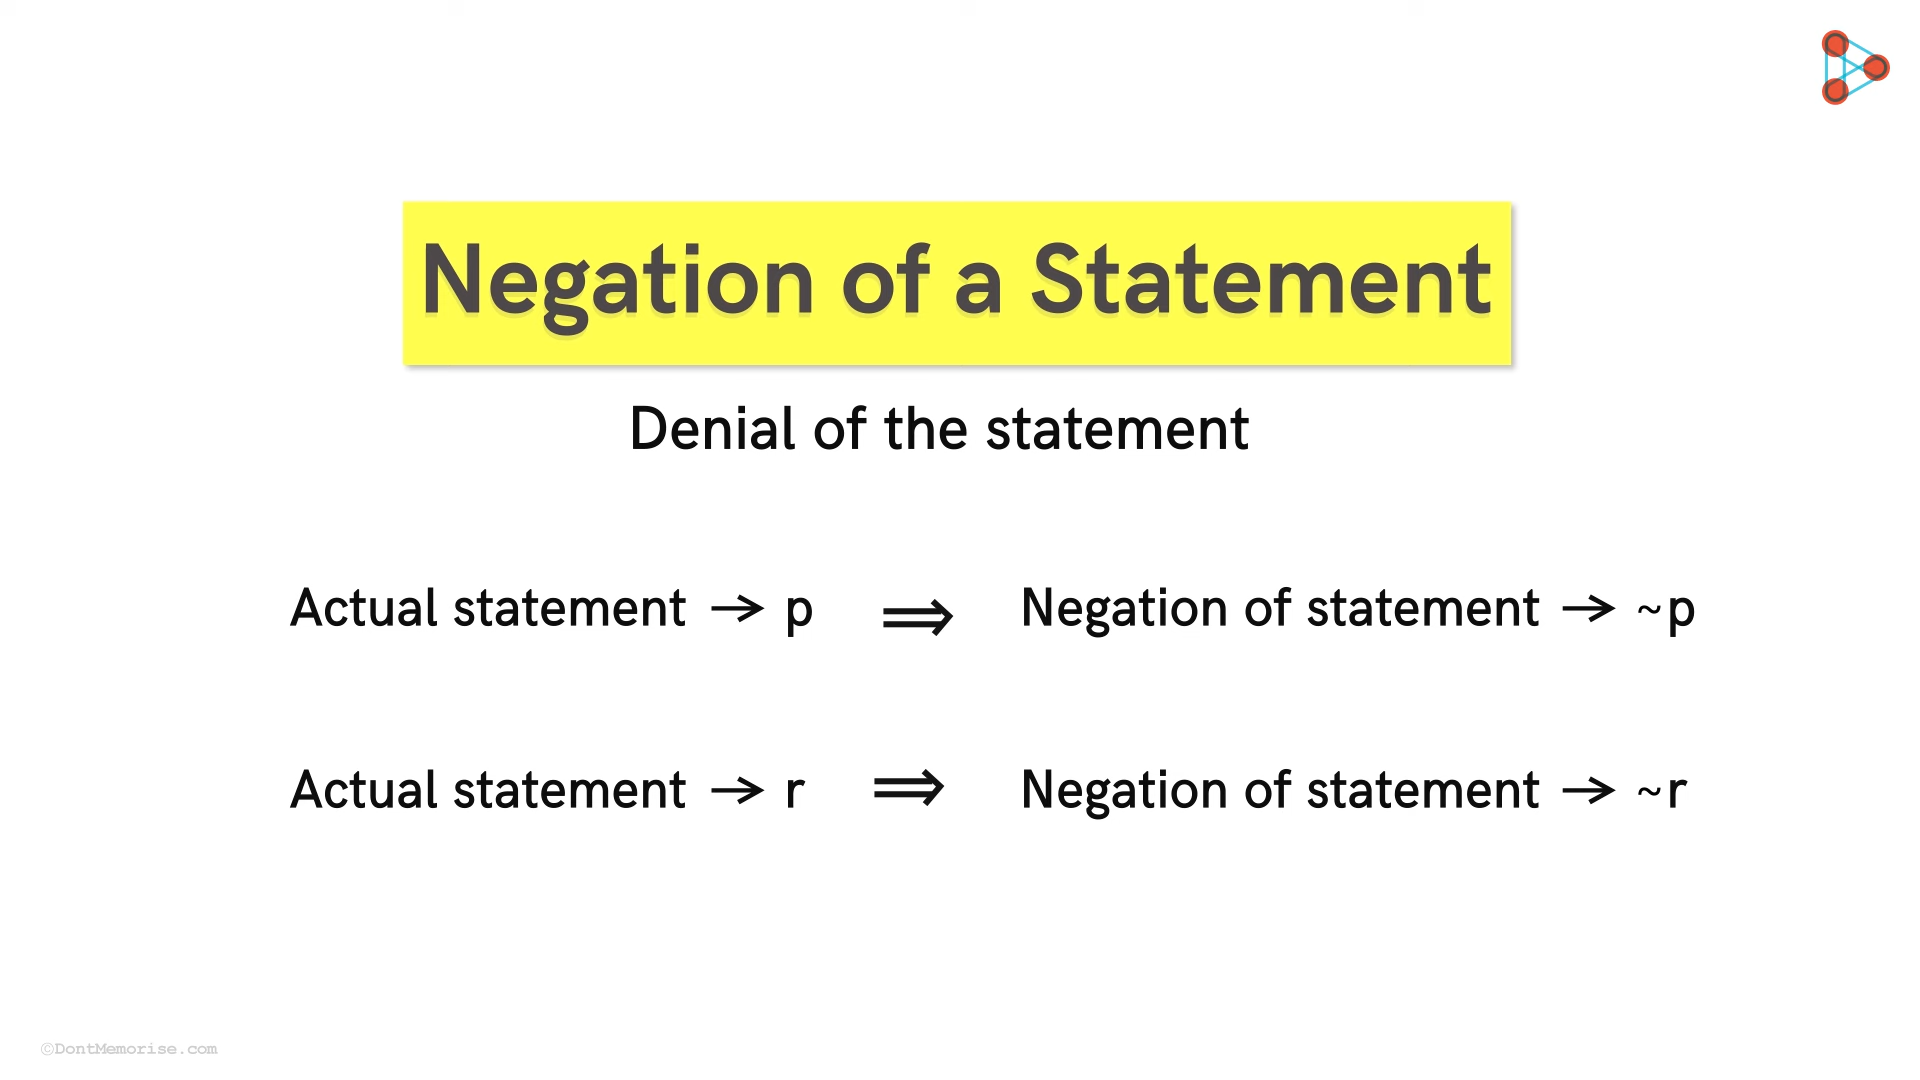 Negation of a Statement
Denial of the statement
Actual statement → p ⇒ Negation of statement → ~p
Actual statement → r ⇒ Negation of statement → ~r
©DontMemorise.com